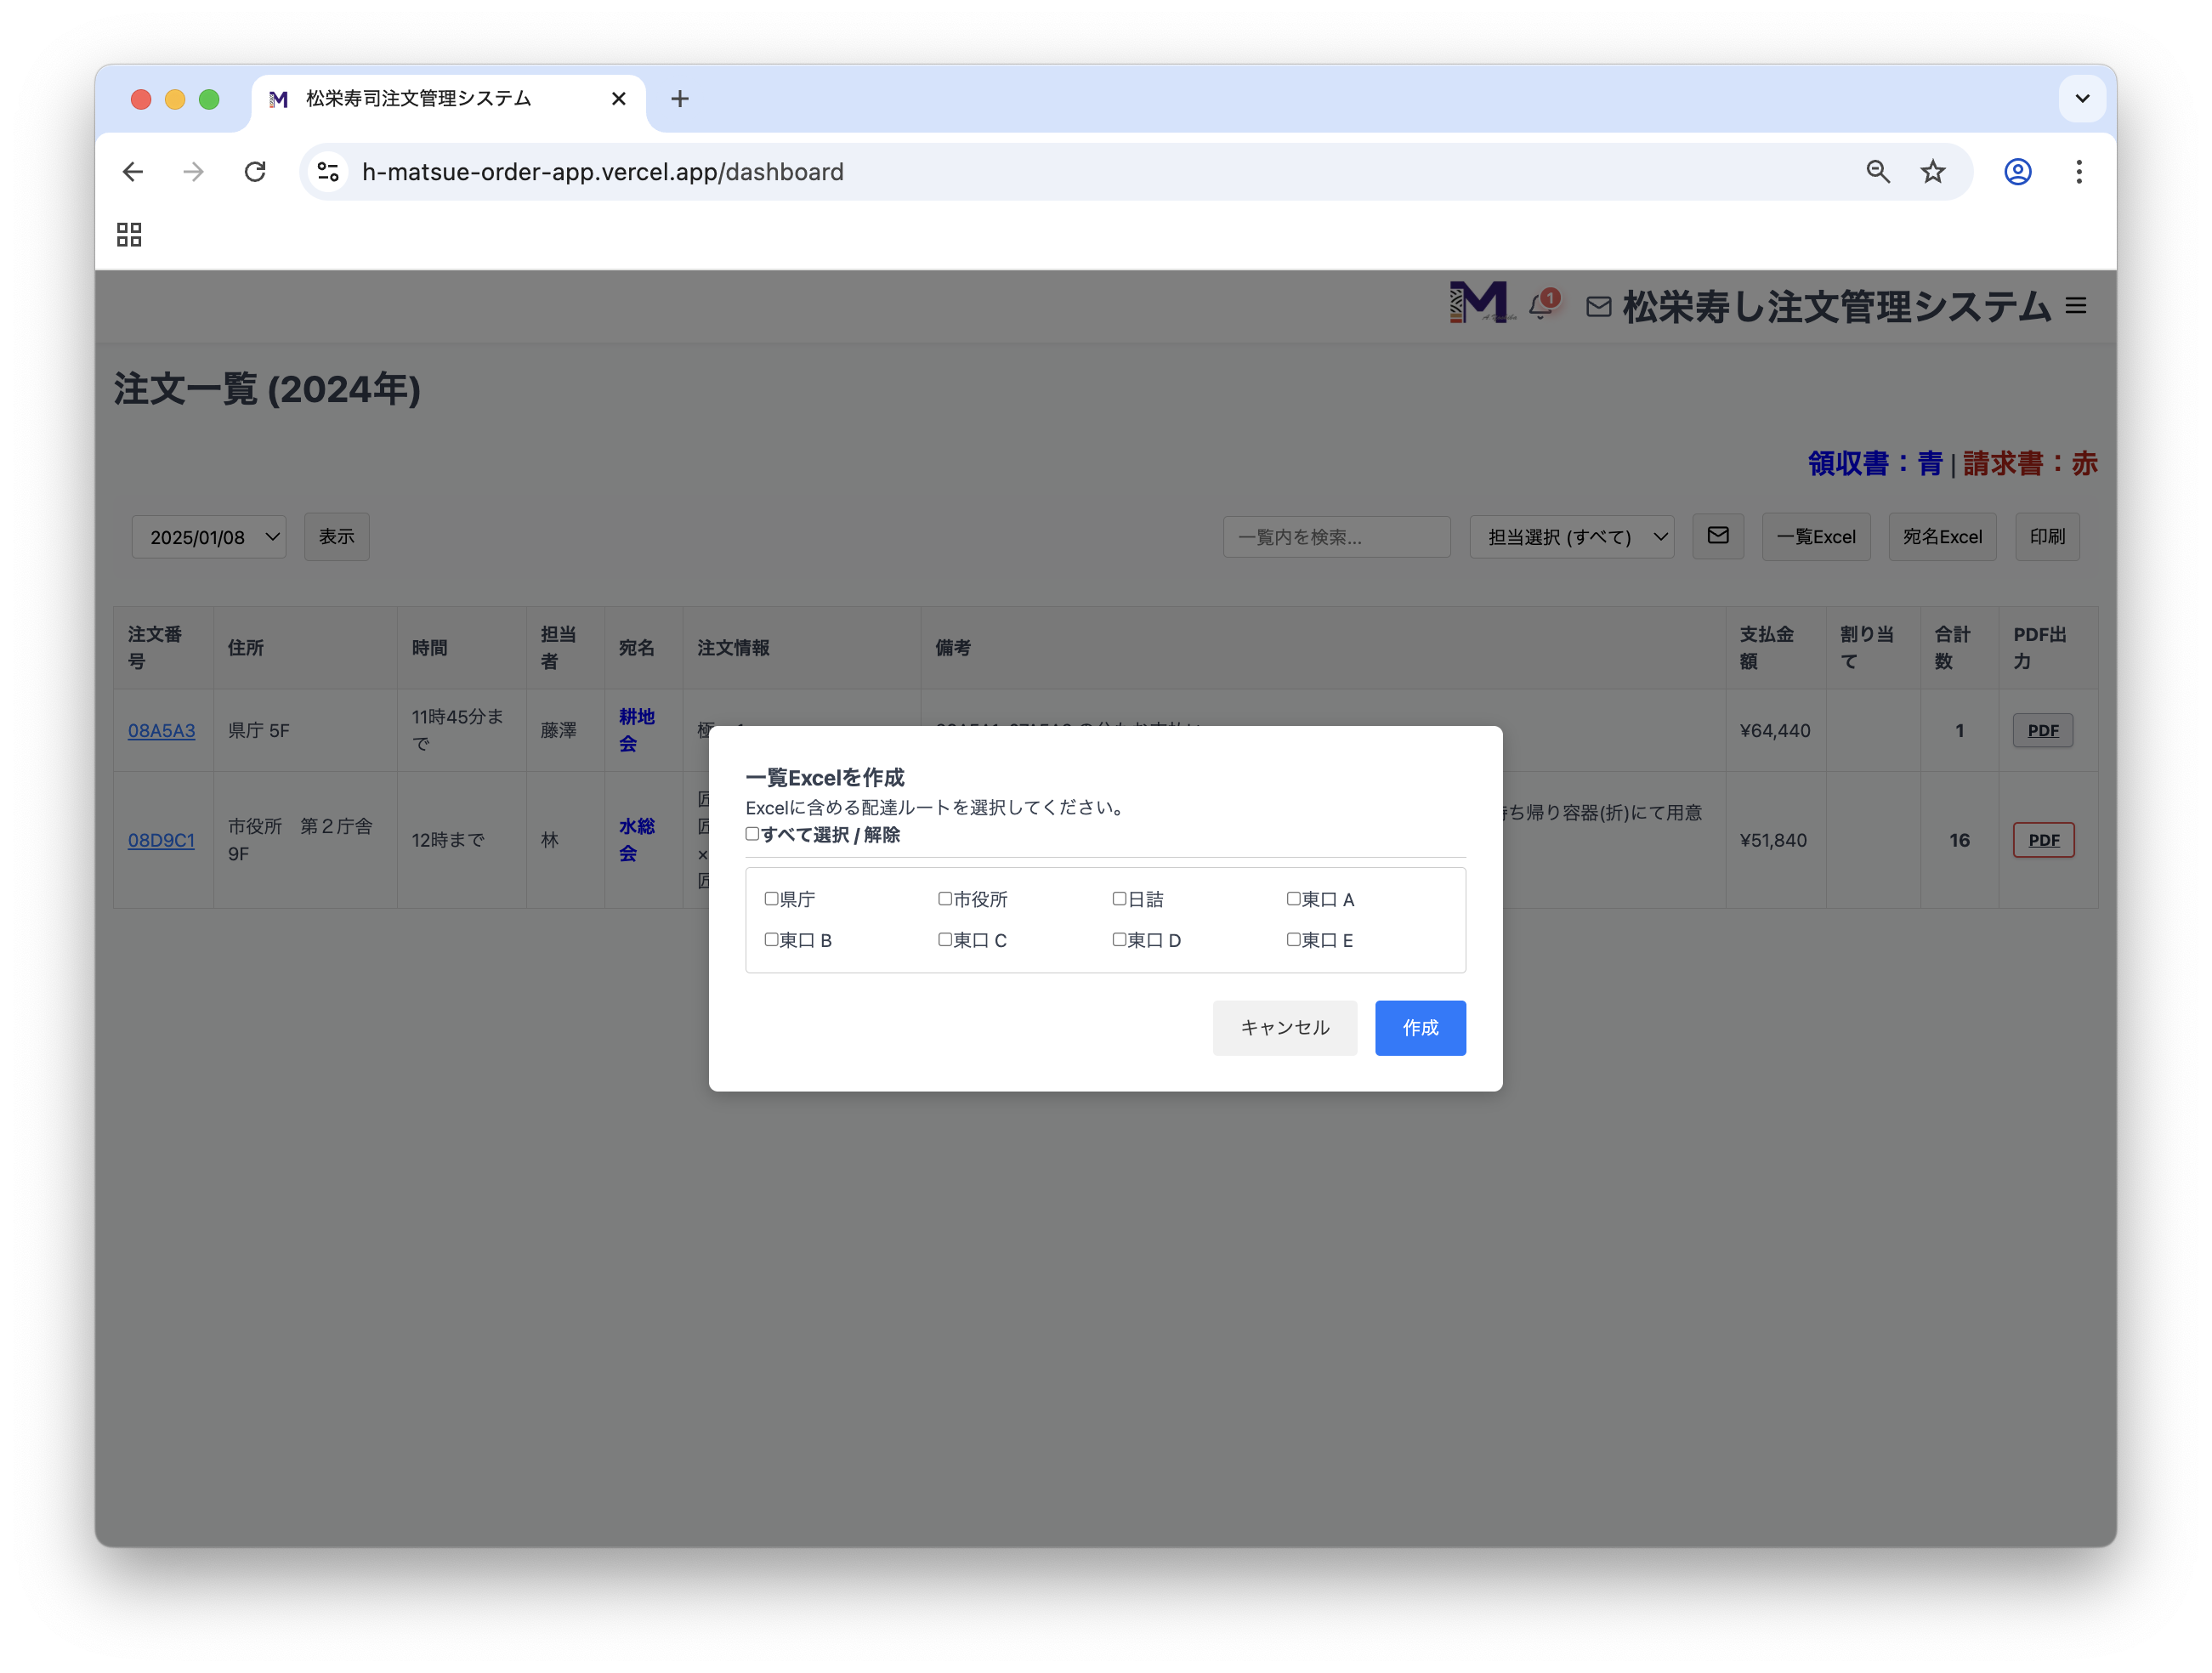 松栄寿司注文管理システム
h-matsue-order-app.vercel.app/dashboard
1
松栄寿し注文管理システム
注文一覧 (2024年)
領収書：青 | 請求書：赤
2025/01/08 表示 一覧内を検索... 担当選択 (すべて) 一覧Excel 宛名Excel 印刷
注文番号 住所 時間 担当者 宛名 注文情報 備考 支払金額 割り当て 合計数 PDF出力
08A5A3 県庁 5F 11時45分まで 藤澤 耕地会 ¥64,440 1 PDF
08D9C1 市役所　第２庁舎 9F 12時まで 林 水総会 ち帰り容器(折)にて用意 ¥51,840 16 PDF
一覧Excelを作成
Excelに含める配達ルートを選択してください。
すべて選択 / 解除
県庁 市役所 日詰 東口 A
東口 B 東口 C 東口 D 東口 E
キャンセル 作成